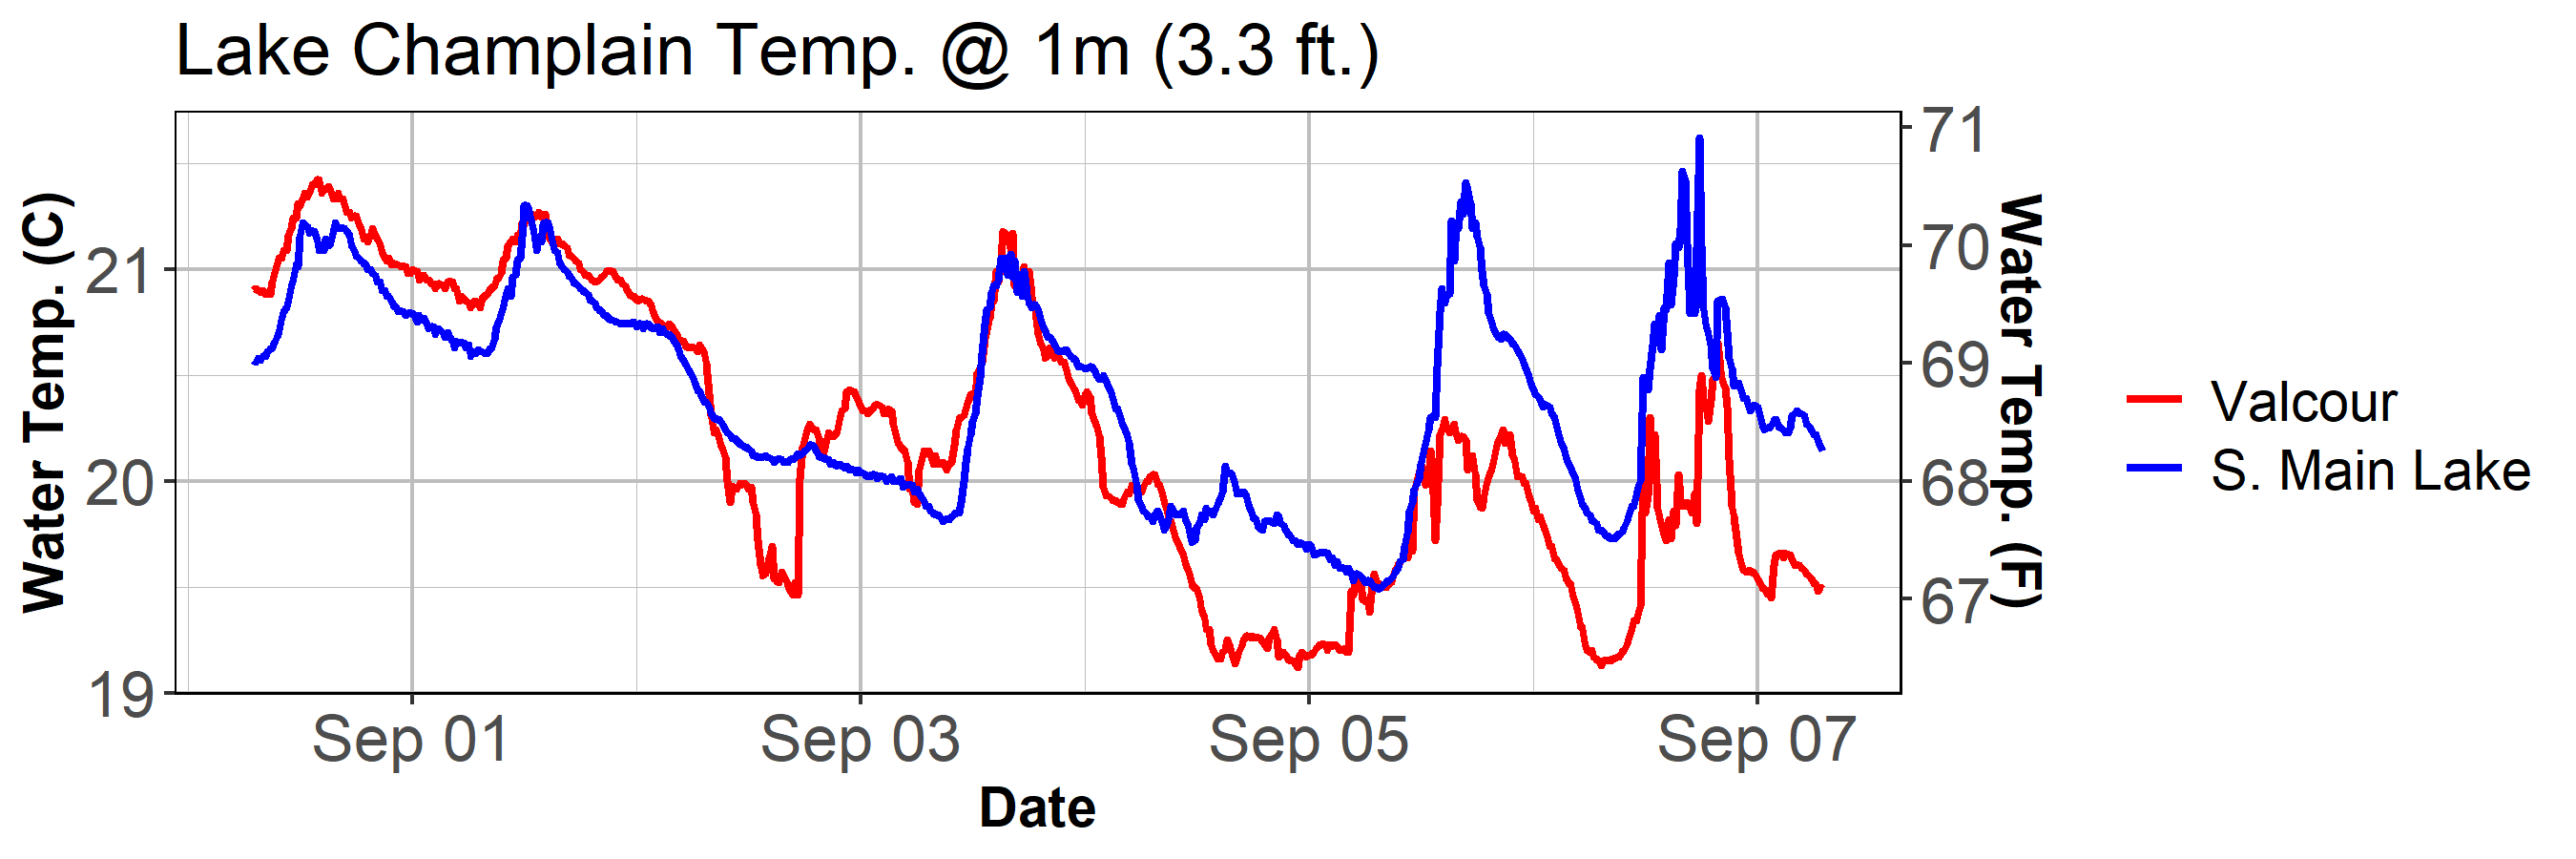 Lake Champlain Temp. @ 1m (3.3 ft.)
Water Temp. (C)
21
20
19
71
70
69
68
67
Water Temp. (F)
Sep 01
Sep 03
Sep 05
Sep 07
Date
Valcour
S. Main Lake